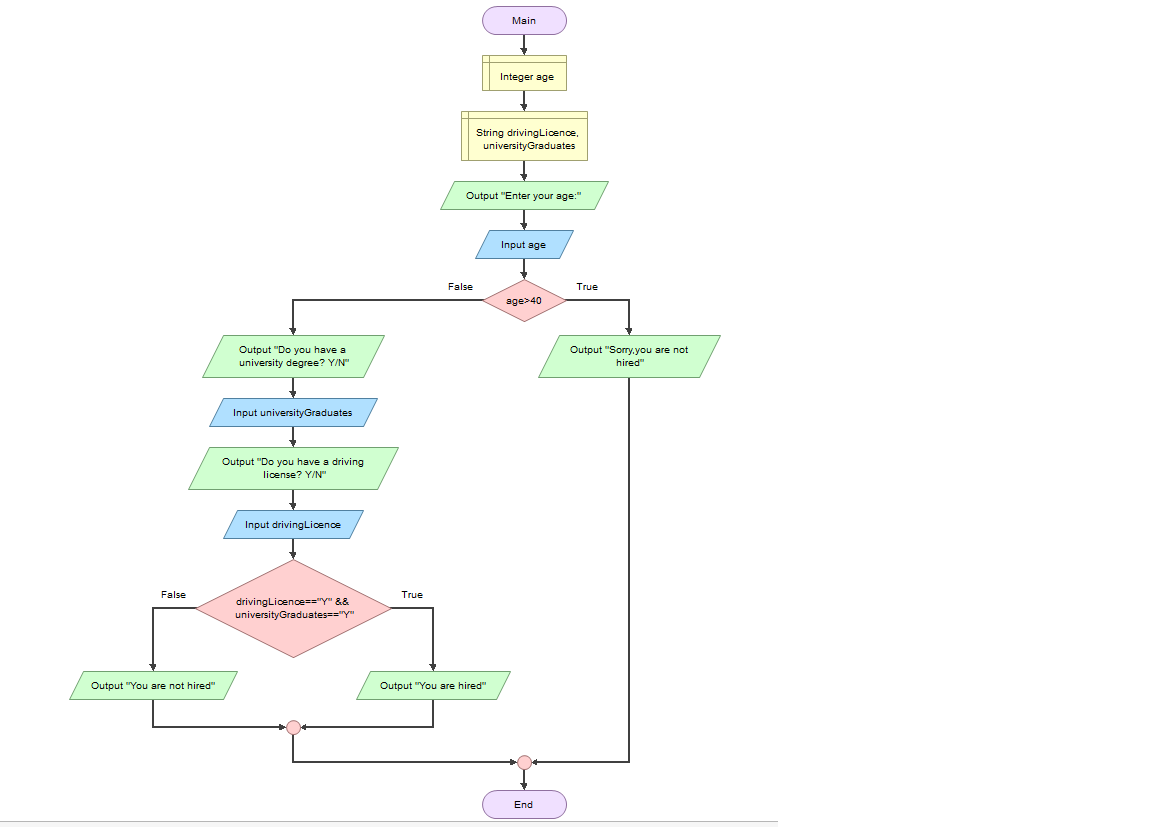 Main
Integer age
String drivingLicence,
universityGraduates
Output "Enter your age:"
Input age
False
True
age>40
Output "Do you have a
university degree? Y/N"
Output "Sorry,you are not
hired"
Input universityGraduates
Output "Do you have a driving
license? Y/N"
Input drivingLicence
False
True
drivingLicence=="Y" &&
universityGraduates=="Y"
Output "You are not hired"
Output "You are hired"
End